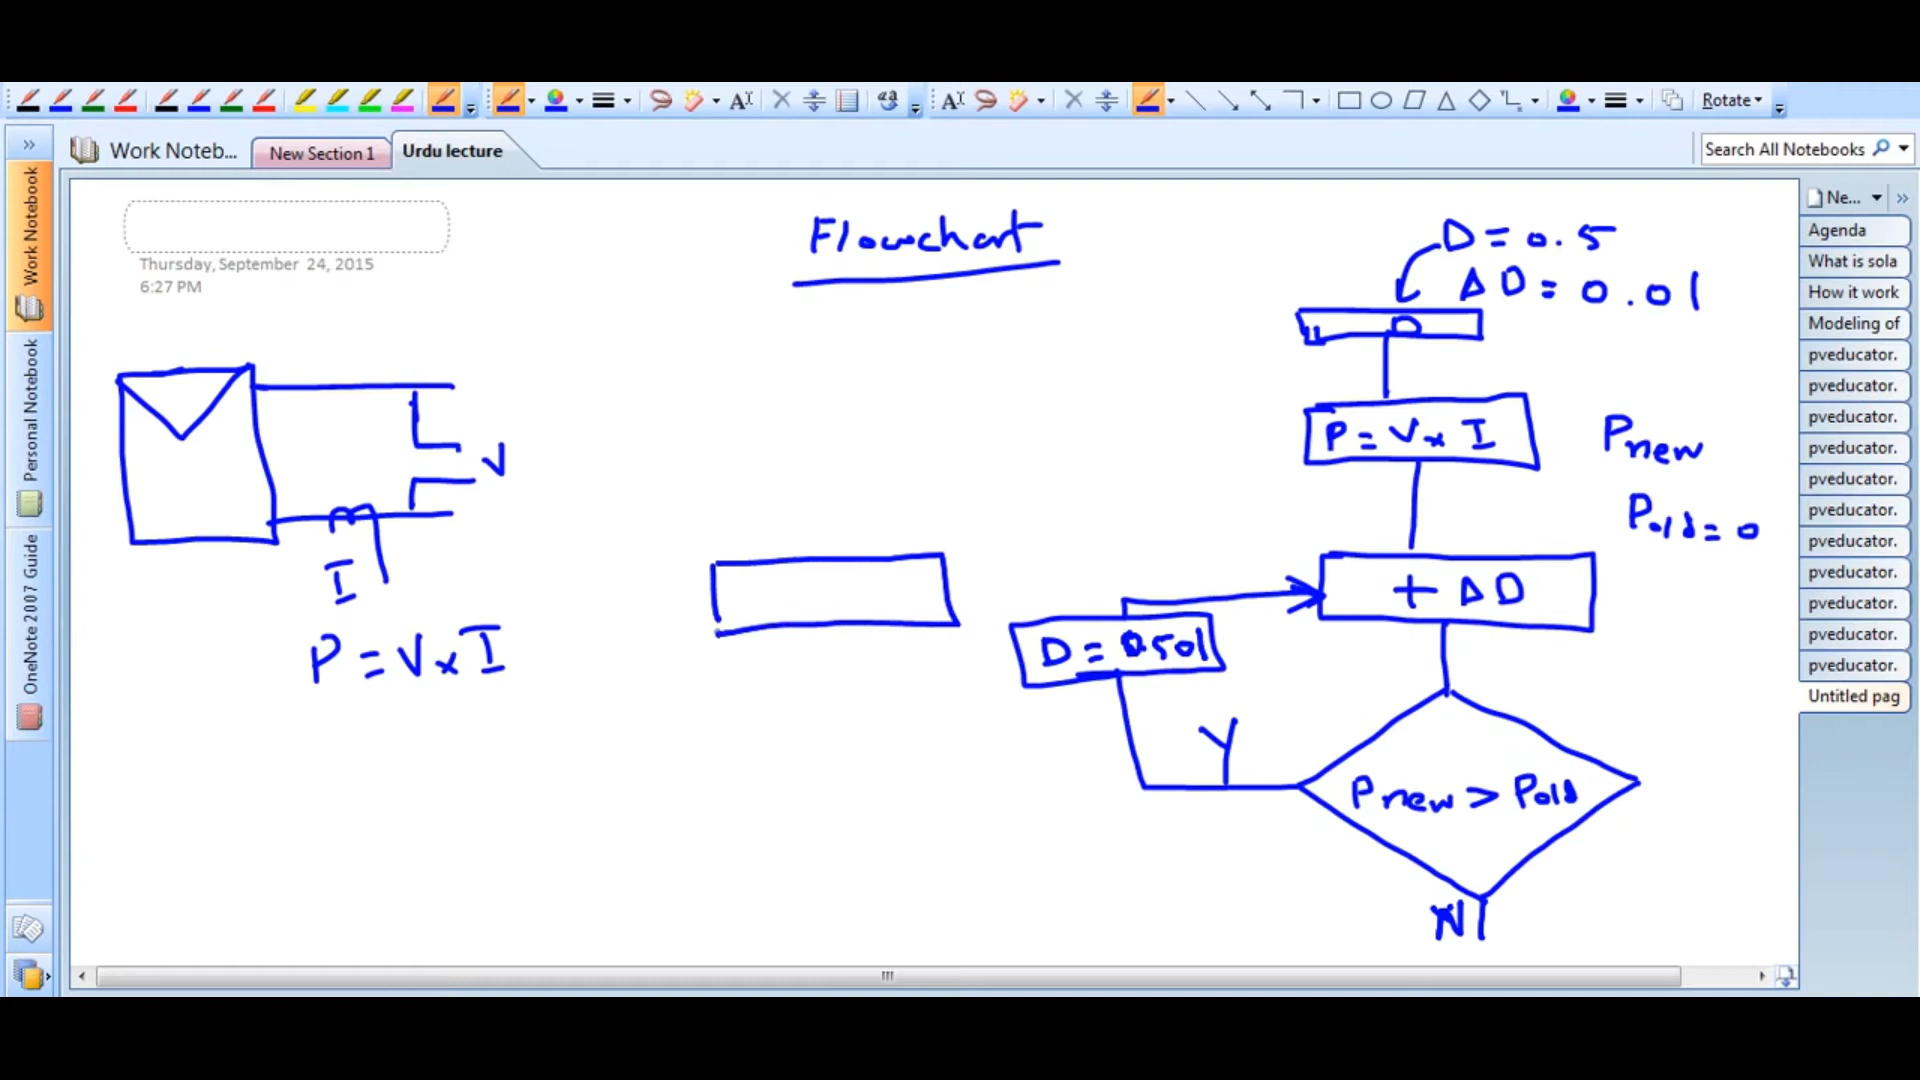 Rotate
Work Noteb...
New Section 1
Urdu lecture
Search All Notebooks
Work Notebook
Personal Notebook
OneNote 2007 Guide
Thursday, September 24, 2015
6:27 PM
Flowchart
D = 0.5
ΔD = 0.01
D
P = V x I
Pnew
Pold = 0
+ ΔD
D = 0.501
Y
Pnew > Pold
N
V
I
P = V x I
Ne...
Agenda
What is sola
How it work
Modeling of
pveducator.
pveducator.
pveducator.
pveducator.
pveducator.
pveducator.
pveducator.
pveducator.
pveducator.
pveducator.
pveducator.
Untitled pag